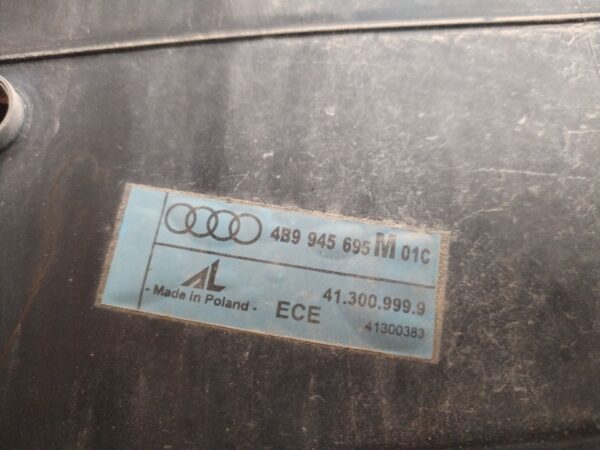 4B9 945 695 M 01C
AL
- Made in Poland -
ECE
41.300.999.9
41300383